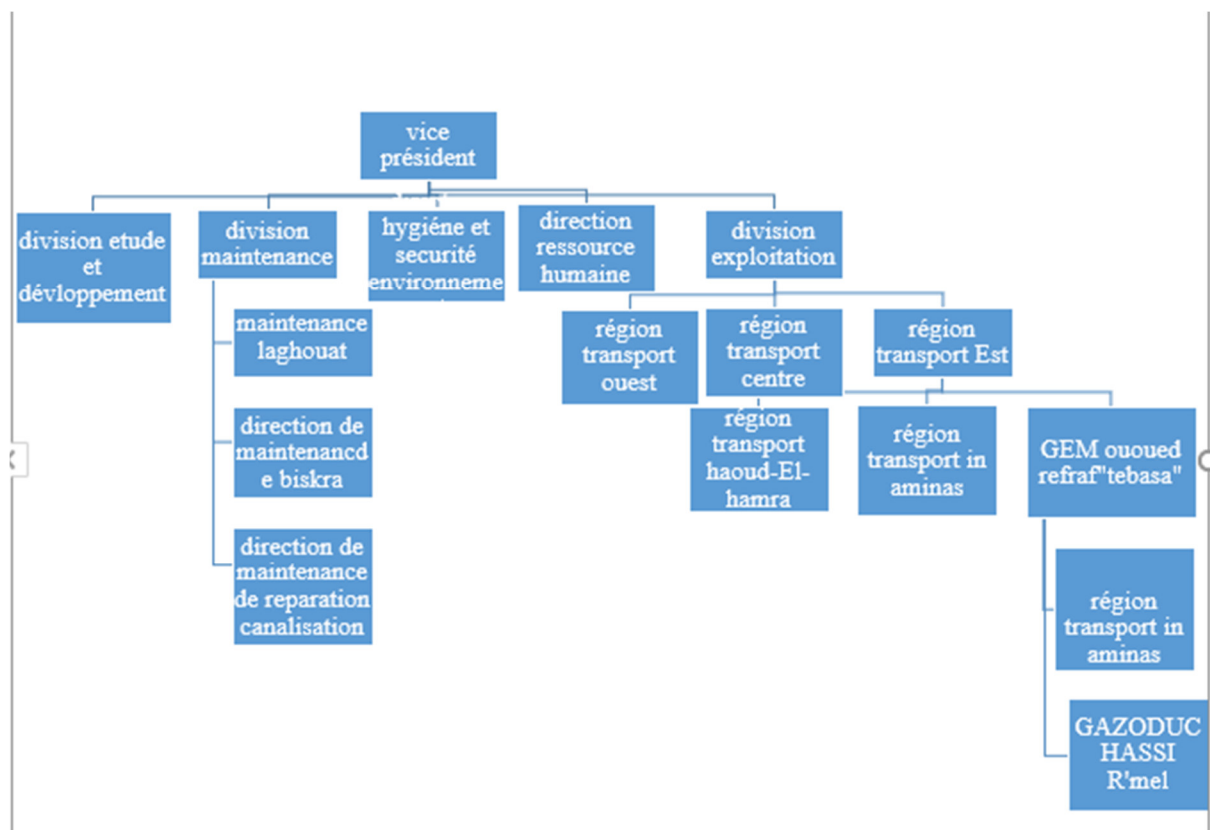 vice
président
division etude
et
dévloppement
division
maintenance
hygiéne et
securité
environneme
direction
ressource
humaine
division
exploitation
maintenance
laghouat
direction de
maintenancd
e biskra
direction de
maintenance
de reparation
canalisation
région
transport
ouest
région
transport
centre
région
transport Est
région
transport
haoud-El-
hamra
région
transport in
aminas
GEM ououed
refraf"tebasa"
région
transport in
aminas
GAZODUC
HASSI
R'mel